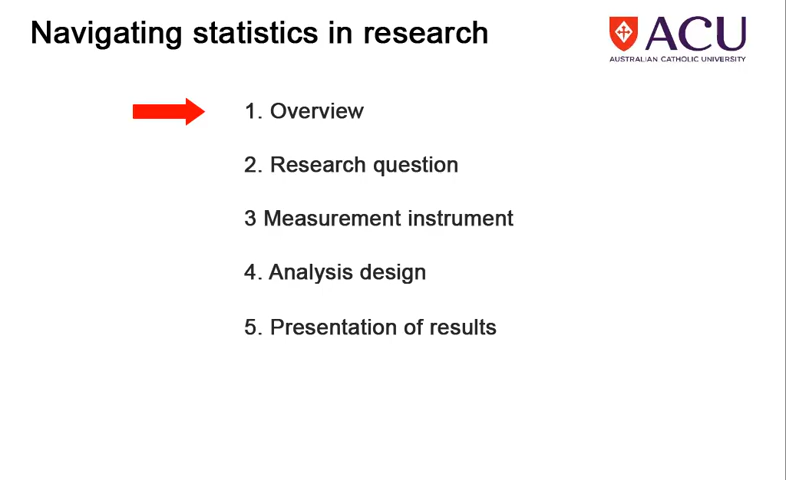 Navigating statistics in research
ACU
AUSTRALIAN CATHOLIC UNIVERSITY
1. Overview
2. Research question
3 Measurement instrument
4. Analysis design
5. Presentation of results